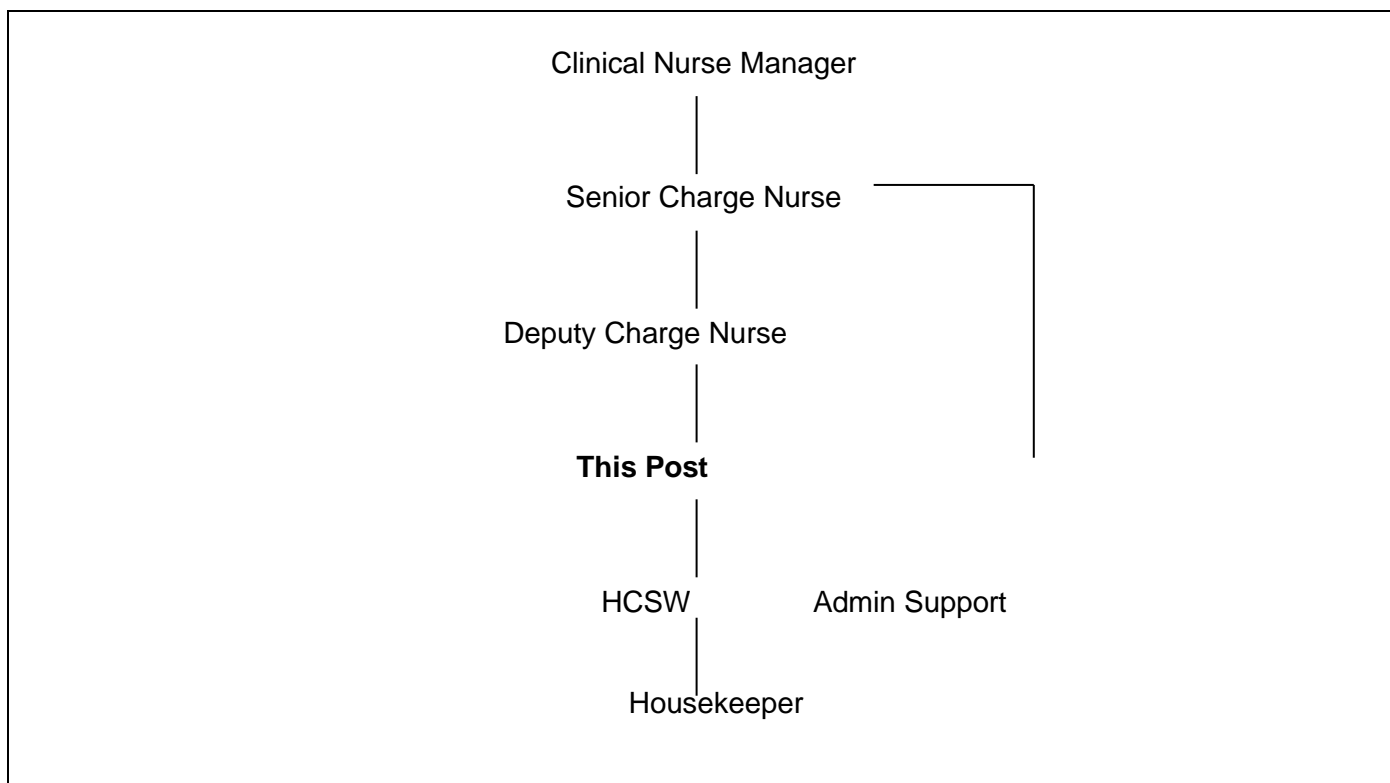 Clinical Nurse Manager
Senior Charge Nurse
Deputy Charge Nurse
This Post
HCSW Admin Support
Housekeeper